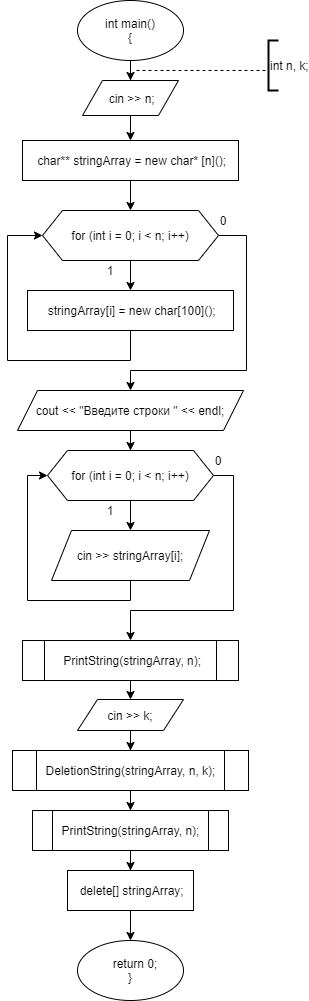 int main()
{
int n, k;
cin >> n;
char** stringArray = new char* [n]();
for (int i = 0; i < n; i++)
0
1
stringArray[i] = new char[100]();
cout << "Введите строки " << endl;
for (int i = 0; i < n; i++)
0
1
cin >> stringArray[i];
PrintString(stringArray, n);
cin >> k;
DeletionString(stringArray, n, k);
PrintString(stringArray, n);
delete[] stringArray;
return 0;
}